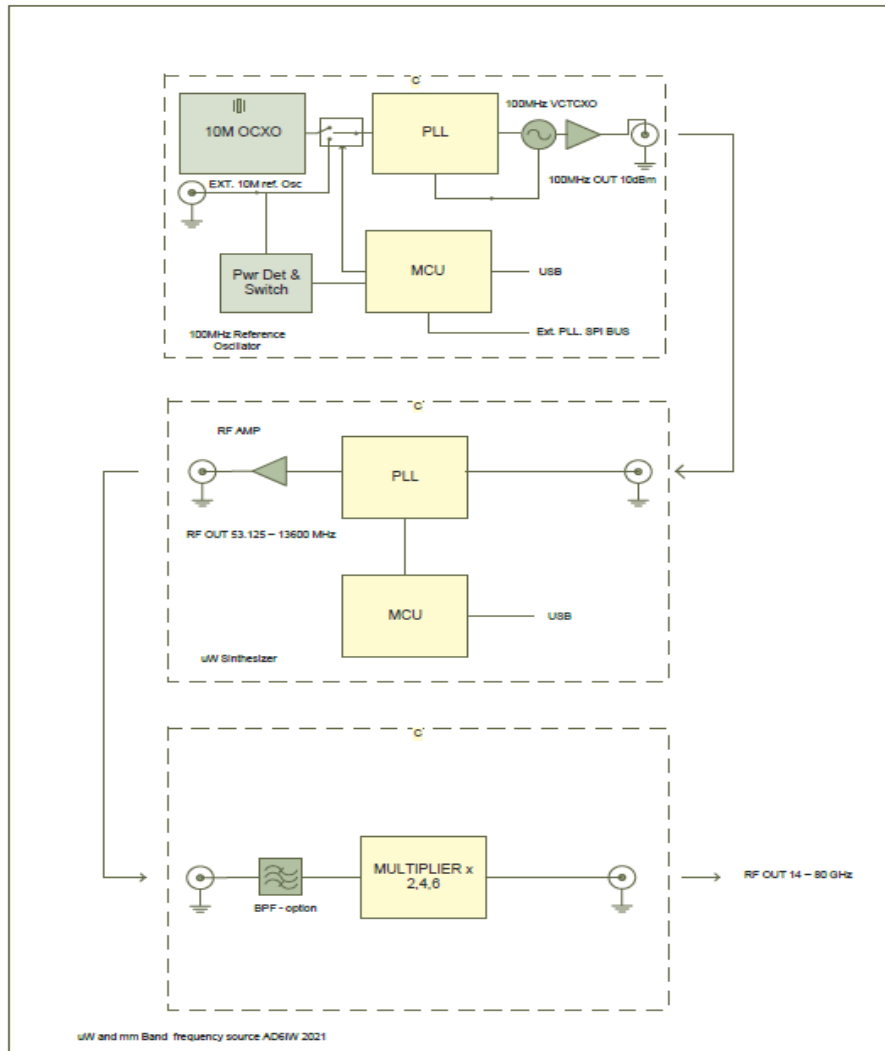 C
10M OCXO
PLL
100MHz VCTCXO
EXT. 10M ref. Osc
100MHz OUT 10dBm
Pwr Det &
Switch
MCU
USB
100MHz Reference
Oscillator
Ext. PLL. SPI BUS
C
RF AMP
PLL
RF OUT 53.125 – 13600 MHz
MCU
USB
uW Sinthesizer
C
MULTIPLIER x
2,4,6
BPF - option
RF OUT 14 – 80 GHz
uW and mm Band frequency source AD6IW 2021